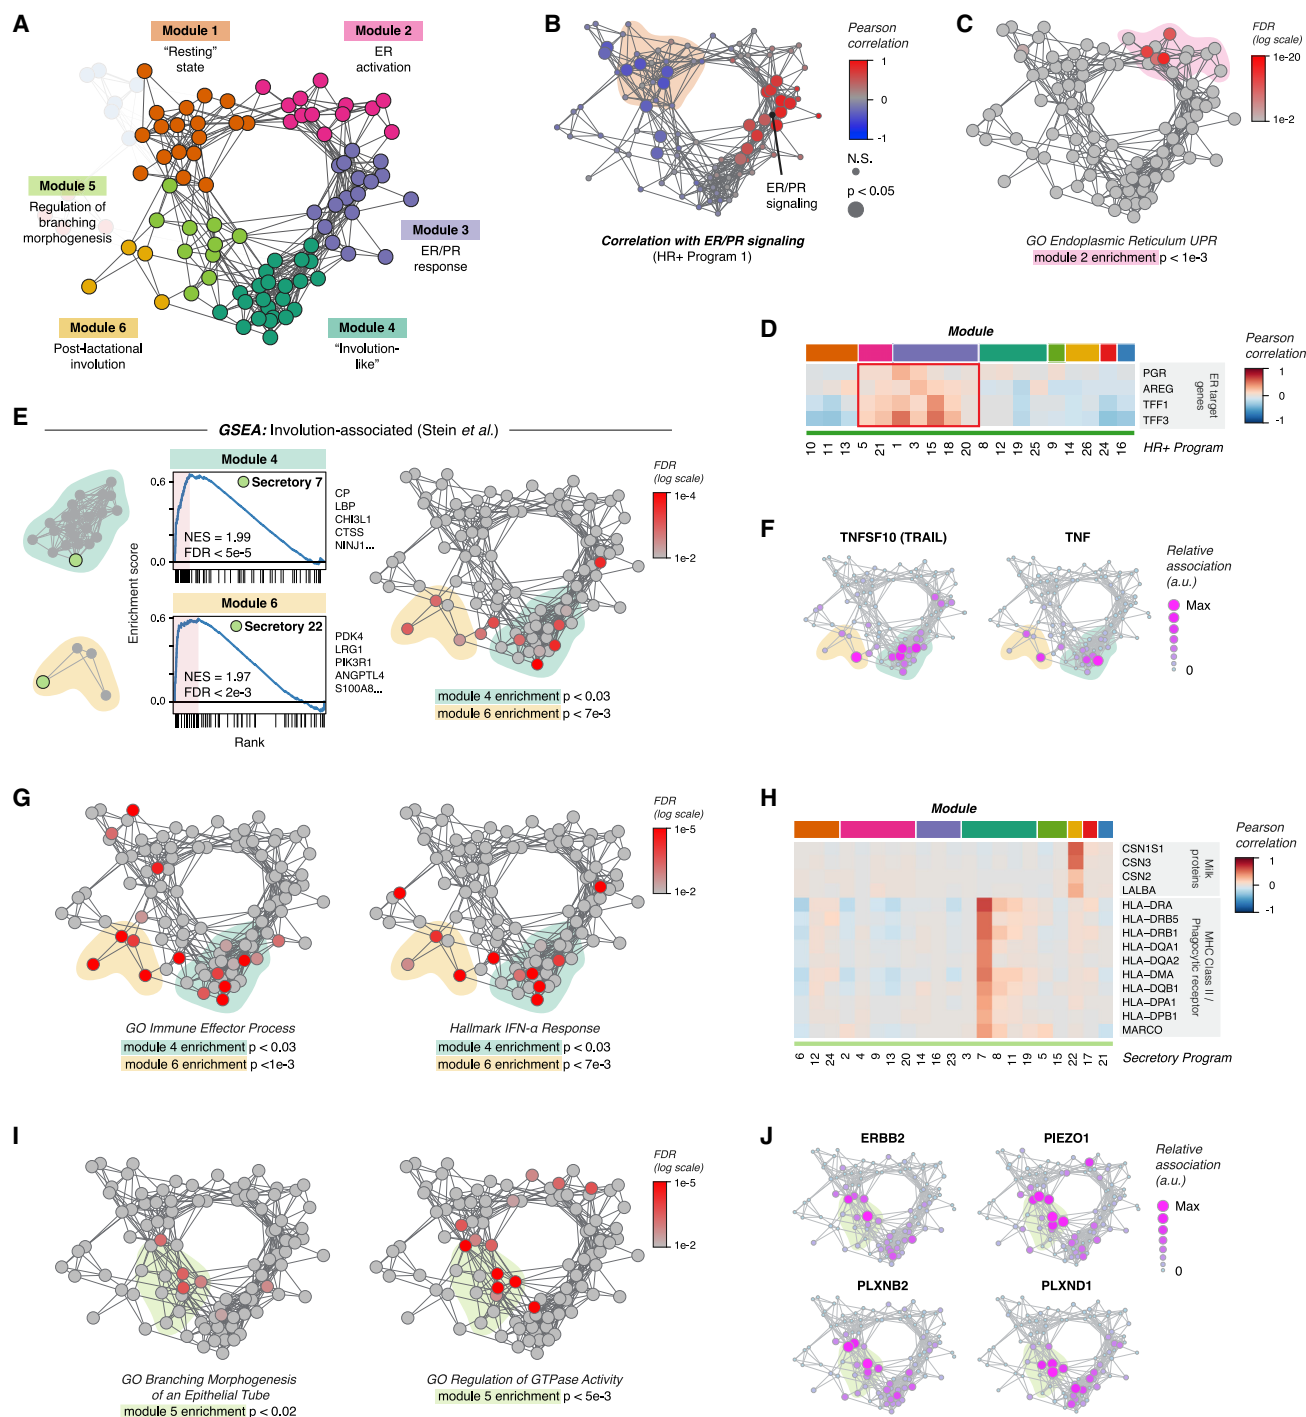 A
Module 1
"Resting"
state
Module 2
ER
activation
Module 5
Regulation of
branching
morphogenesis
Module 3
ER/PR
response
Module 6
Post-lactational
involution
Module 4
"Involution-
like"
B
Pearson
correlation
1
0
-1
N.S.
p < 0.05
ER/PR
signaling
Correlation with ER/PR signaling
(HR+ Program 1)
C
FDR
(log scale)
1e-20
1e-2
GO Endoplasmic Reticulum UPR
module 2 enrichment p < 1e-3
D
Module
PGR
AREG
TFF1
TFF3
ER target
genes
Pearson
correlation
1
0
-1
10 11 13 5 21 1 3 15 18 20 8 12 19 25 9 14 26 24 16
HR+ Program
E
GSEA: Involution-associated (Stein et al.)
Module 4
Secretory 7
0.6
NES = 1.99
FDR < 5e-5
0.0
CP
LBP
CHI3L1
CTSS
NINJ1...
Enrichment score
Module 6
Secretory 22
0.6
NES = 1.97
FDR < 2e-3
0.0
PDK4
LRG1
PIK3R1
ANGPTL4
S100A8...
Rank
FDR
(log scale)
1e-4
1e-2
module 4 enrichment p < 0.03
module 6 enrichment p < 7e-3
F
TNFSF10 (TRAIL)
TNF
Relative
association
(a.u.)
Max
0
G
FDR
(log scale)
1e-5
1e-2
GO Immune Effector Process
module 4 enrichment p < 0.03
module 6 enrichment p <1e-3
Hallmark IFN-α Response
module 4 enrichment p < 0.03
module 6 enrichment p < 7e-3
H
Module
CSN1S1
CSN3
CSN2
LALBA
Milk
proteins
HLA-DRA
HLA-DRB5
HLA-DRB1
HLA-DQA1
HLA-DQA2
HLA-DMA
HLA-DQB1
HLA-DPA1
HLA-DPB1
MARCO
MHC Class II /
Phagocytic receptor
Pearson
correlation
1
0
-1
6 12 24 2 4 9 13 20 14 16 23 3 7 8 11 19 5 15 22 17 21
Secretory Program
I
FDR
(log scale)
1e-5
1e-2
GO Branching Morphogenesis
of an Epithelial Tube
module 5 enrichment p < 0.02
GO Regulation of GTPase Activity
module 5 enrichment p < 5e-3
J
ERBB2
PIEZO1
PLXNB2
PLXND1
Relative
association
(a.u.)
Max
0